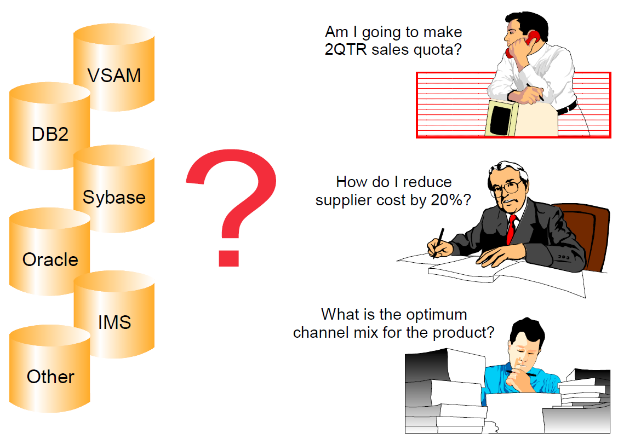 VSAM
DB2
Sybase
Oracle
IMS
Other
?
Am I going to make
2QTR sales quota?
How do I reduce
supplier cost by 20%?
What is the optimum
channel mix for the product?